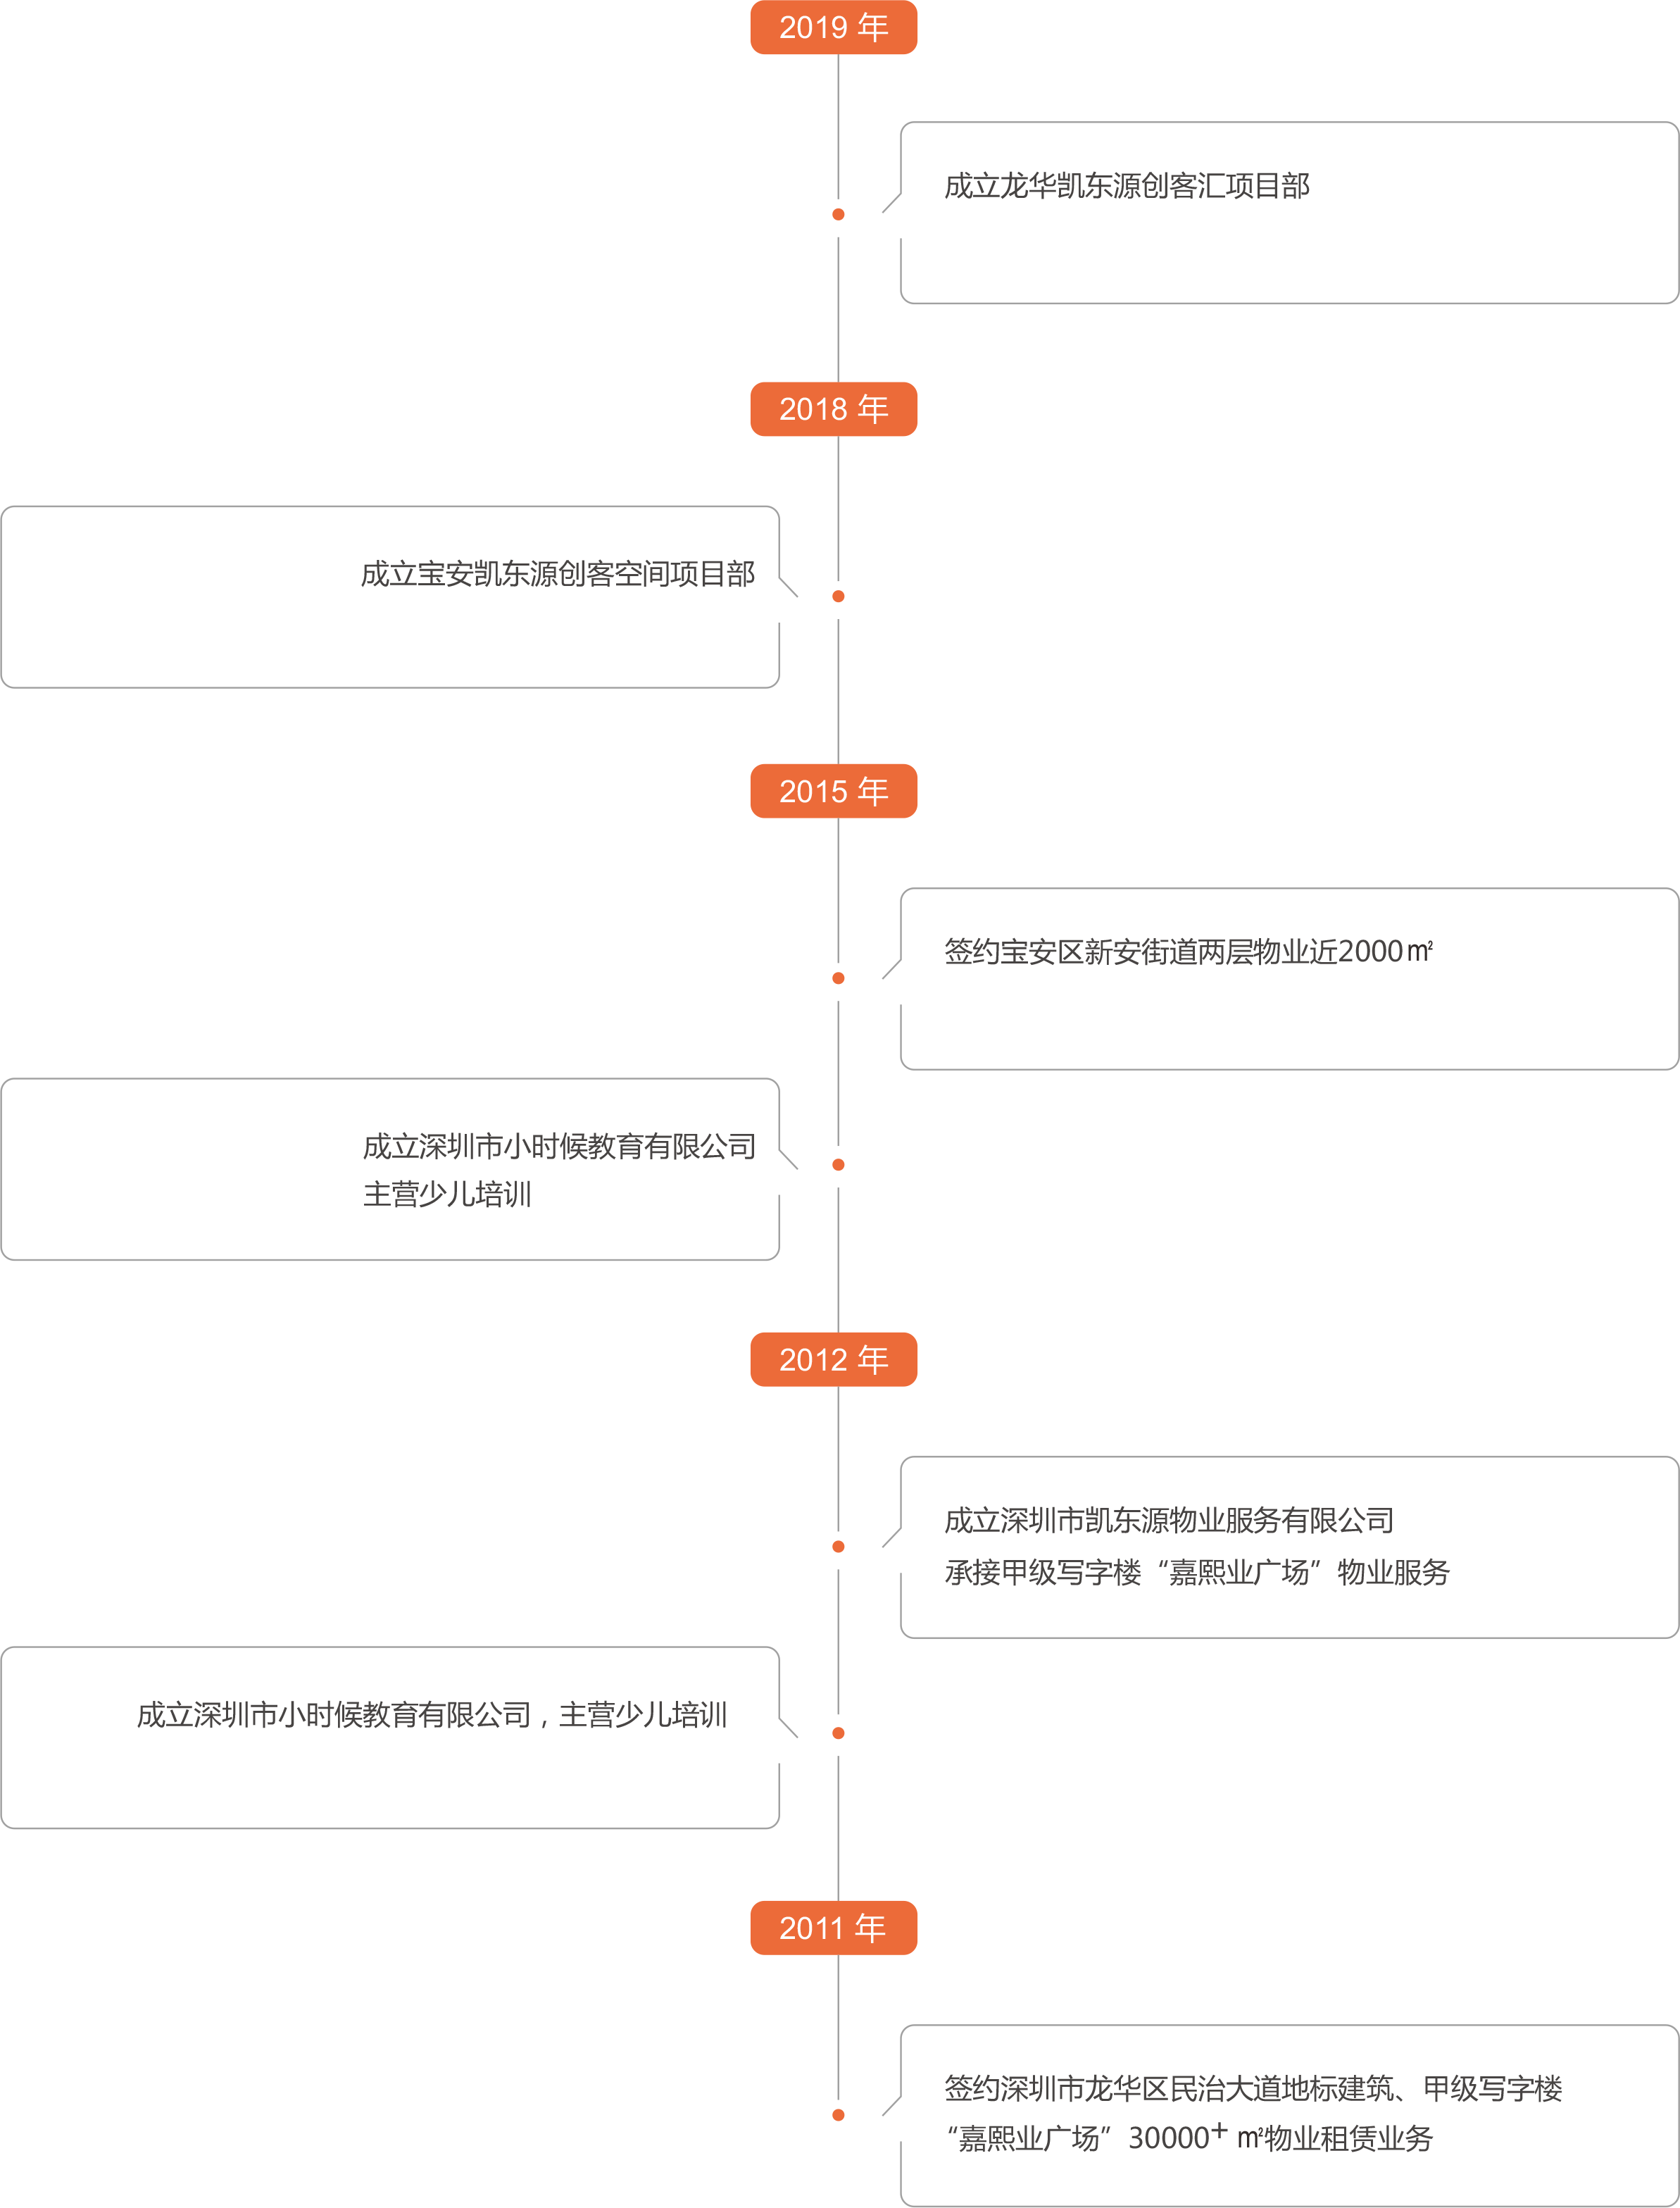 2019 年
成立龙华凯东源创客汇项目部
2018 年
成立宝安凯东源创客空间项目部
2015 年
签约宝安区新安街道两层物业近2000㎡
成立深圳市小时候教育有限公司
主营少儿培训
2012 年
成立深圳市凯东源物业服务有限公司
承接甲级写字楼“嘉熙业广场”物业服务
成立深圳市小时候教育有限公司，主营少儿培训
2011 年
签约深圳市龙华区民治大道地标建筑、甲级写字楼
“嘉熙业广场”30000⁺ ㎡物业租赁业务